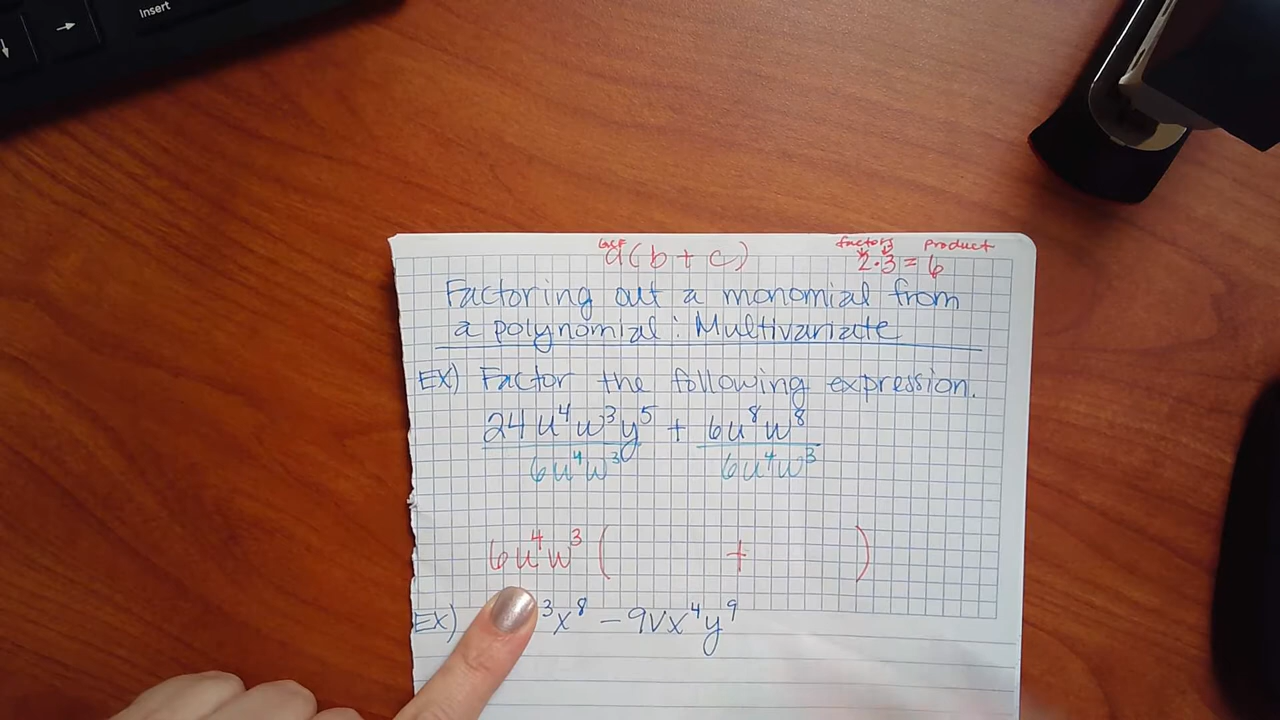 Insert
GCF
a(b + c)
factors product
2·3 = 6
Factoring out a monomial from
a polynomial: Multivariate
EX) Factor the following expression.
24u⁴w³y⁵ + 6u⁸w⁸
6u⁴w³ 6u⁴w³
6u⁴w³ ( + )
EX) ³x⁸ - 9vx⁴y⁹